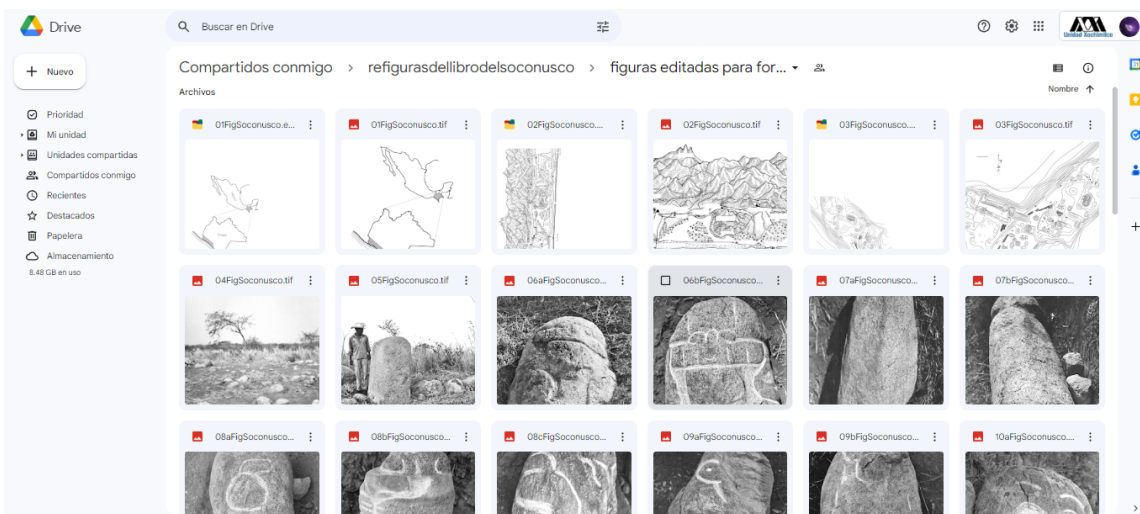 Drive
Buscar en Drive
Unidad Xochimilco
Nuevo
Compartidos conmigo > refigurasdellibrodelsoconusco > figuras editadas para for...
Archivos
Nombre
Prioridad
Mi unidad
Unidades compartidas
Compartidos conmigo
Recientes
Destacados
Papelera
Almacenamiento
8.48 GB en uso
01FigSoconusco.e...
01FigSoconusco.tif
02FigSoconusco....
02FigSoconusco.tif
03FigSoconusco....
03FigSoconusco.tif
04FigSoconusco.tif
05FigSoconusco.tif
06aFigSoconusco...
06bFigSoconusco...
07aFigSoconusco...
07bFigSoconusco...
08aFigSoconusco...
08bFigSoconusco...
08cFigSoconusco...
09aFigSoconusco...
09bFigSoconusco...
10aFigSoconusco....